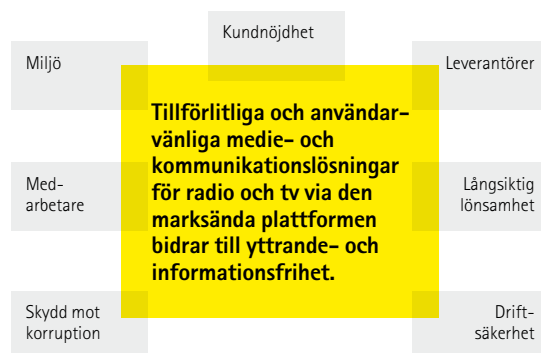 Kundnöjdhet
Miljö
Leverantörer
Tillförlitliga och användar-
vänliga medie- och
kommunikationslösningar
för radio och tv via den
marksända plattformen
bidrar till yttrande- och
informationsfrihet.
Med-
arbetare
Långsiktig
lönsamhet
Skydd mot
korruption
Drift-
säkerhet